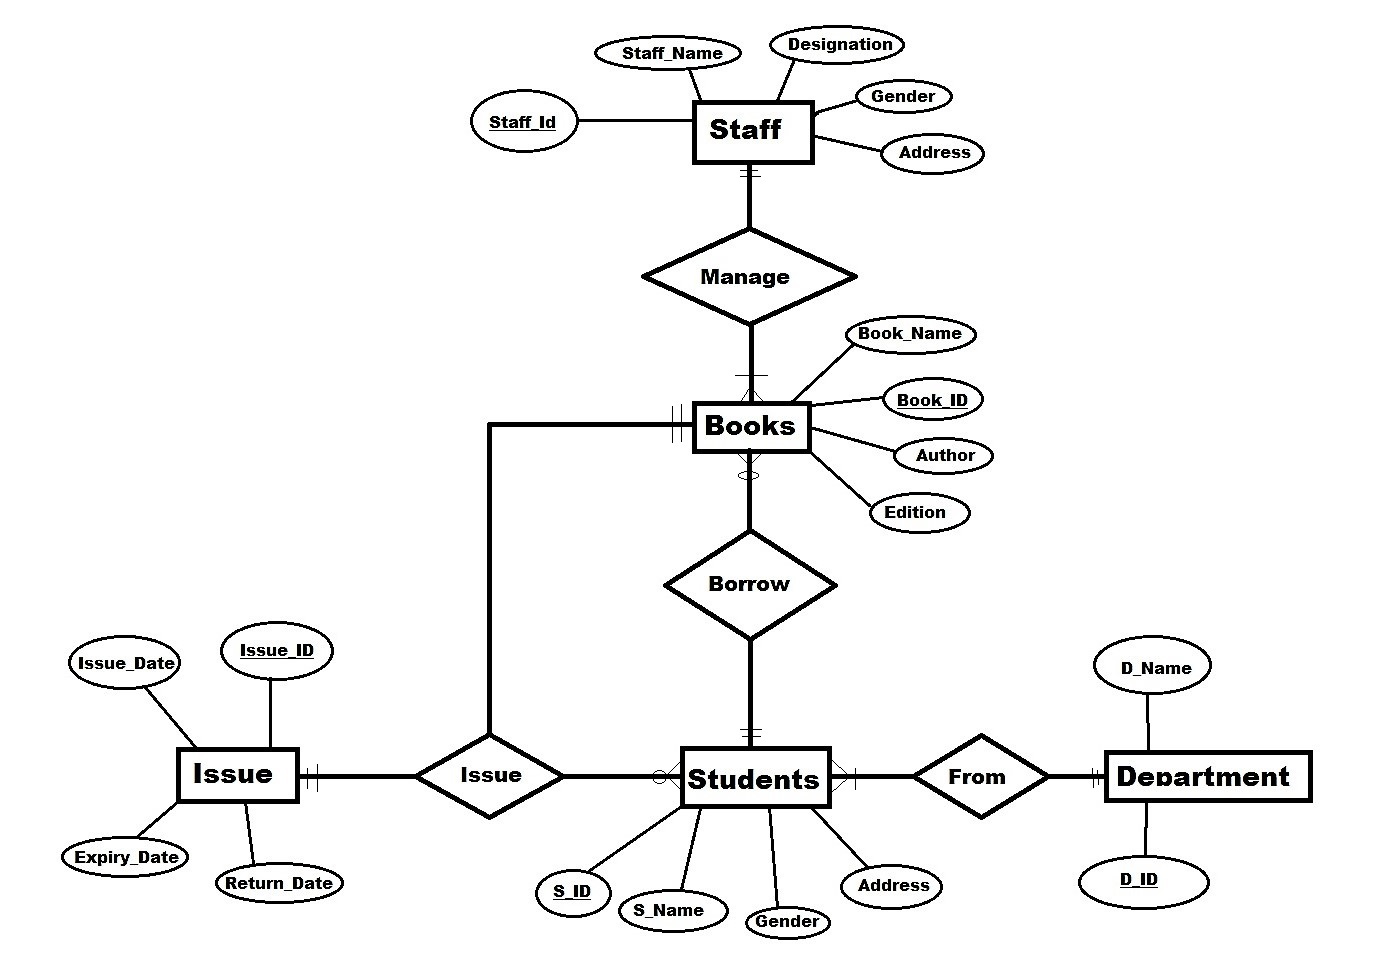 Staff_Name
Designation
Staff_Id
Staff
Gender
Address
Manage
Book_Name
Book_ID
Books
Author
Edition
Borrow
Issue_Date
Issue_ID
D_Name
Issue
Issue
Students
From
Department
Expiry_Date
Return_Date
S_ID
S_Name
Gender
Address
D_ID